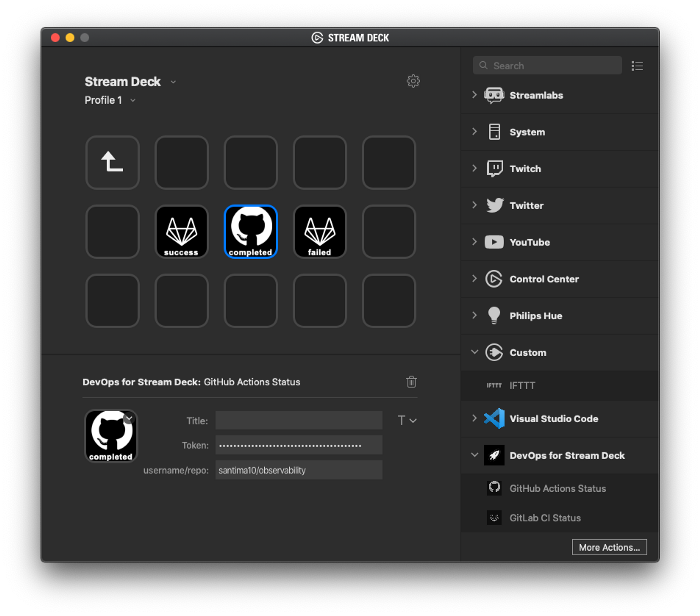 STREAM DECK
Stream Deck
Profile 1
success
completed
failed
DevOps for Stream Deck: GitHub Actions Status
completed
Title:
T
Token:
••••••••••••••••••••••••••••••••••••••
username/repo: santima10/observability
Search
Streamlabs
System
Twitch
Twitter
YouTube
Control Center
Philips Hue
Custom
IFTTT IFTTT
Visual Studio Code
DevOps for Stream Deck
GitHub Actions Status
GitLab CI Status
More Actions...